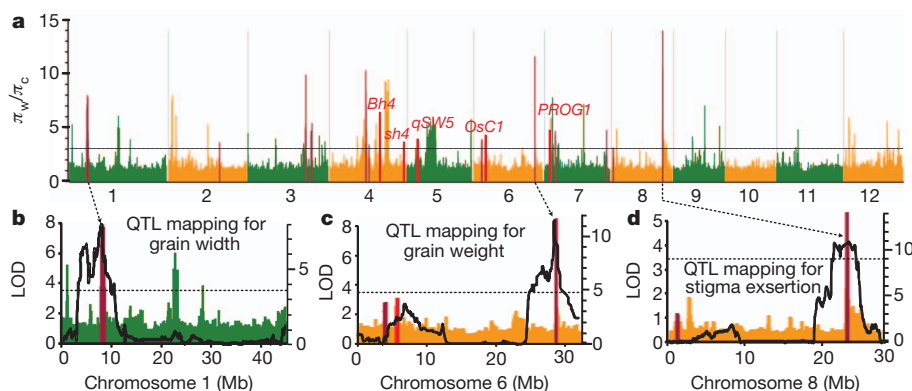 a
πw/πc
15
10
5
0
Bh4
sh4
qSW5
OsC1
PROG1
1 2 3 4 5 6 7 8 9 10 11 12
b
QTL mapping for
grain width
LOD
8
6
4
2
0
5
0
0 10 20 30 40
Chromosome 1 (Mb)
c
QTL mapping for
grain weight
LOD
8
6
4
2
0
10
5
0
0 10 20 30
Chromosome 6 (Mb)
d
QTL mapping for
stigma exsertion
LOD
5
4
3
2
1
0
10
5
0
0 10 20 30
Chromosome 8 (Mb)